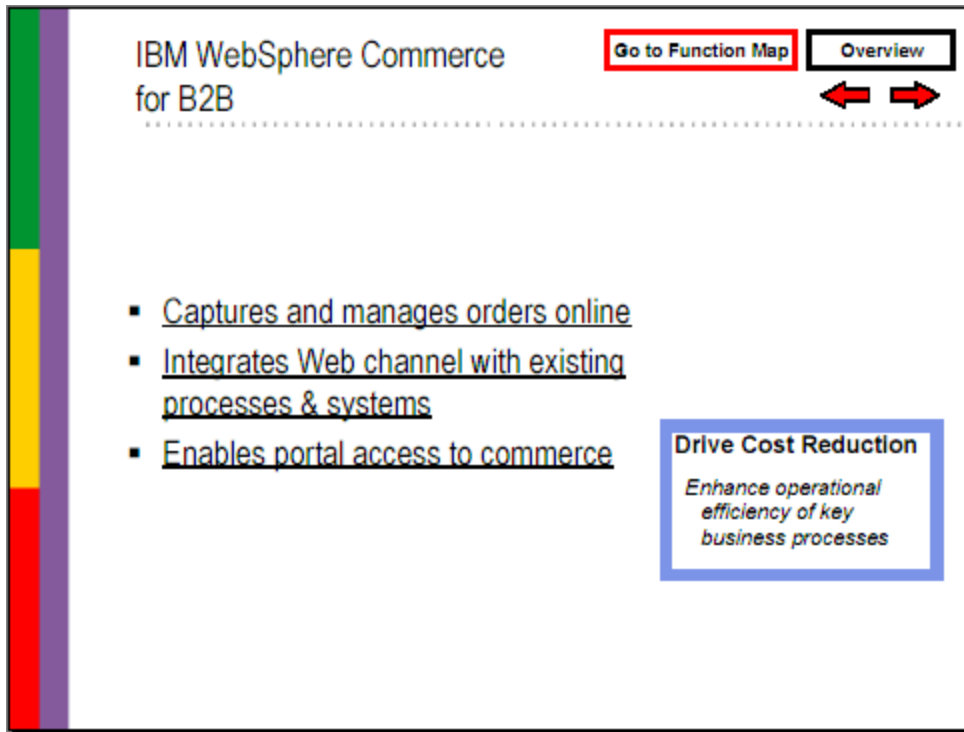 IBM WebSphere Commerce
for B2B
Go to Function Map
Overview
▪ Captures and manages orders online
▪ Integrates Web channel with existing
processes & systems
▪ Enables portal access to commerce
Drive Cost Reduction
Enhance operational
efficiency of key
business processes